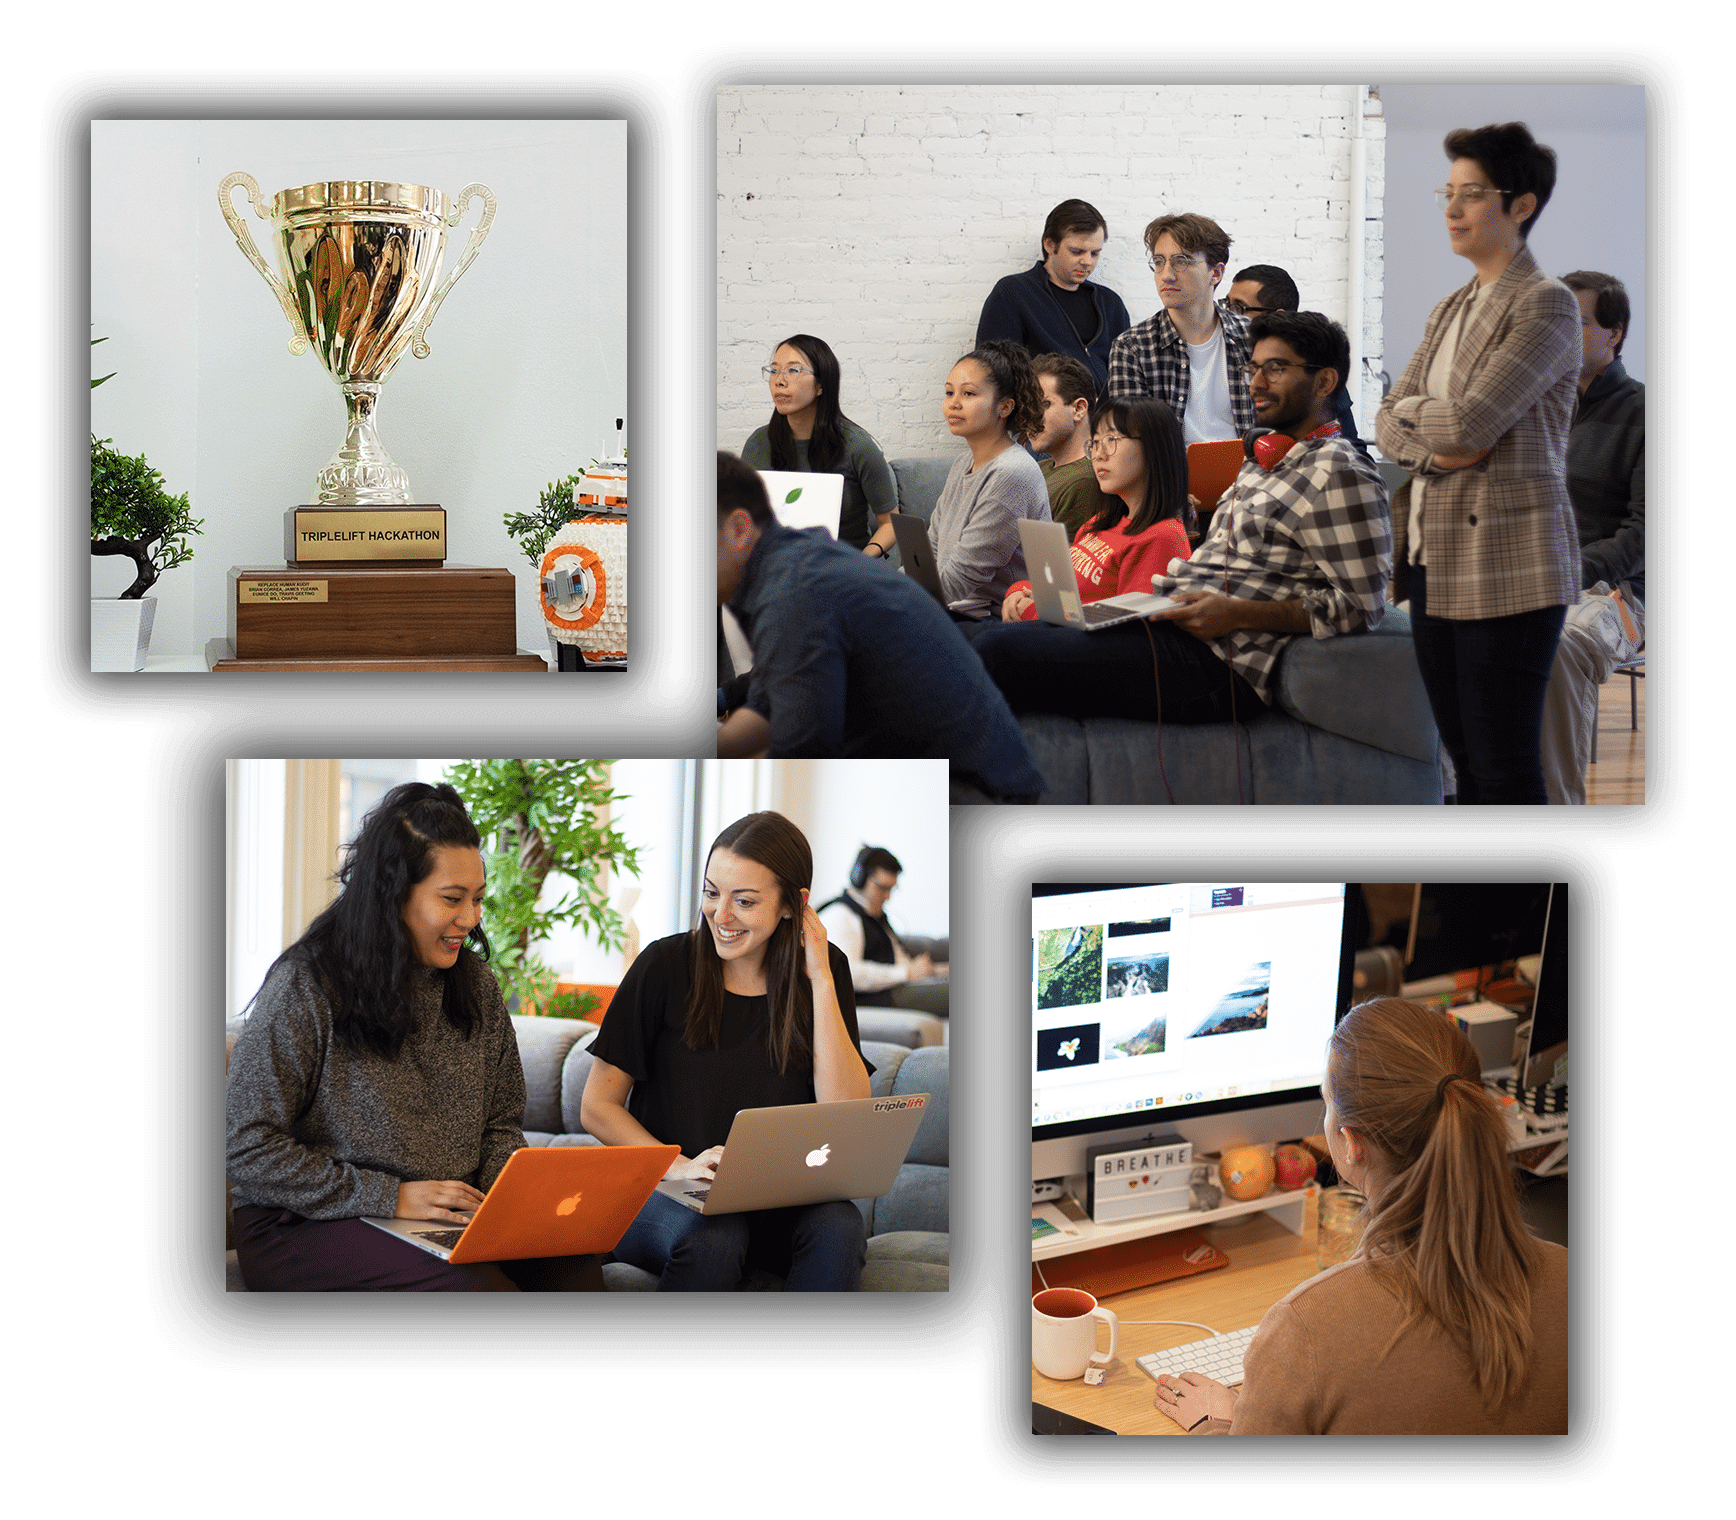 TRIPLELIFT HACKATHON
REPLACE HUMAN AUDIT
BRIAN CORREA, JAMES YUZAWA
EUNICE DO, TRAVIS GEETING
WILL CHAPIN
triplelift
BREATHE